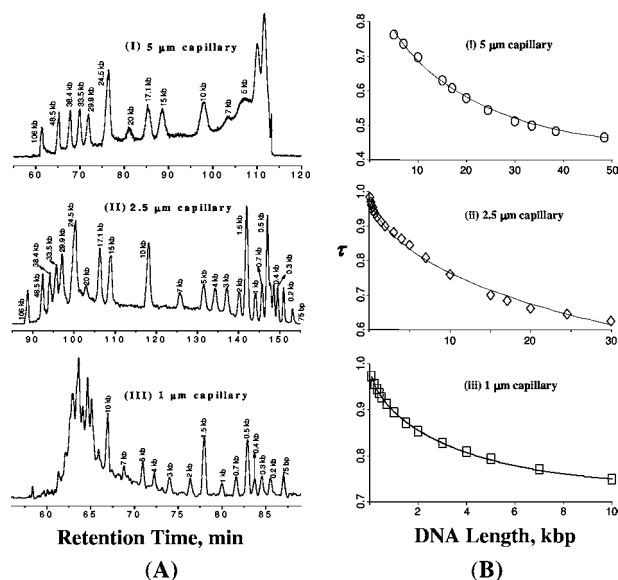 (I) 5 µm capillary
106 kb
48.5 kb
38.4 kb
33.5 kb
29.9 kb
24.5 kb
20 kb
17.1 kb
15 kb
10 kb
7 kb
5 kb
60 70 80 90 100 110 120
(II) 2.5 µm capillary
106 kb
48.5 kb
38.4 kb
33.5 kb
29.9 kb
24.5 kb
20 kb
17.1 kb
15 kb
10 kb
7 kb
5 kb
4 kb
3 kb
2 kb
1.5 kb
1 kb
0.7 kb
0.5 kb
0.4 kb
0.3 kb
0.2 kb
75 bp
90 100 110 120 130 140 150
(III) 1 µm capillary
10 kb
7 kb
5 kb
4 kb
3 kb
2 kb
1.5 kb
1 kb
0.7 kb
0.5 kb
0.4 kb
0.3 kb
0.2 kb
75 bp
60 65 70 75 80 85
Retention Time, min
(A)
(i) 5 µm capillary
0.8
0.7
0.6
0.5
0.4
10 20 30 40 50
(ii) 2.5 µm capillary
τ
1.0
0.9
0.8
0.7
0.6
0 10 20 30
(iii) 1 µm capillary
1.0
0.9
0.8
0.7
0.6
0 2 4 6 8 10
DNA Length, kbp
(B)